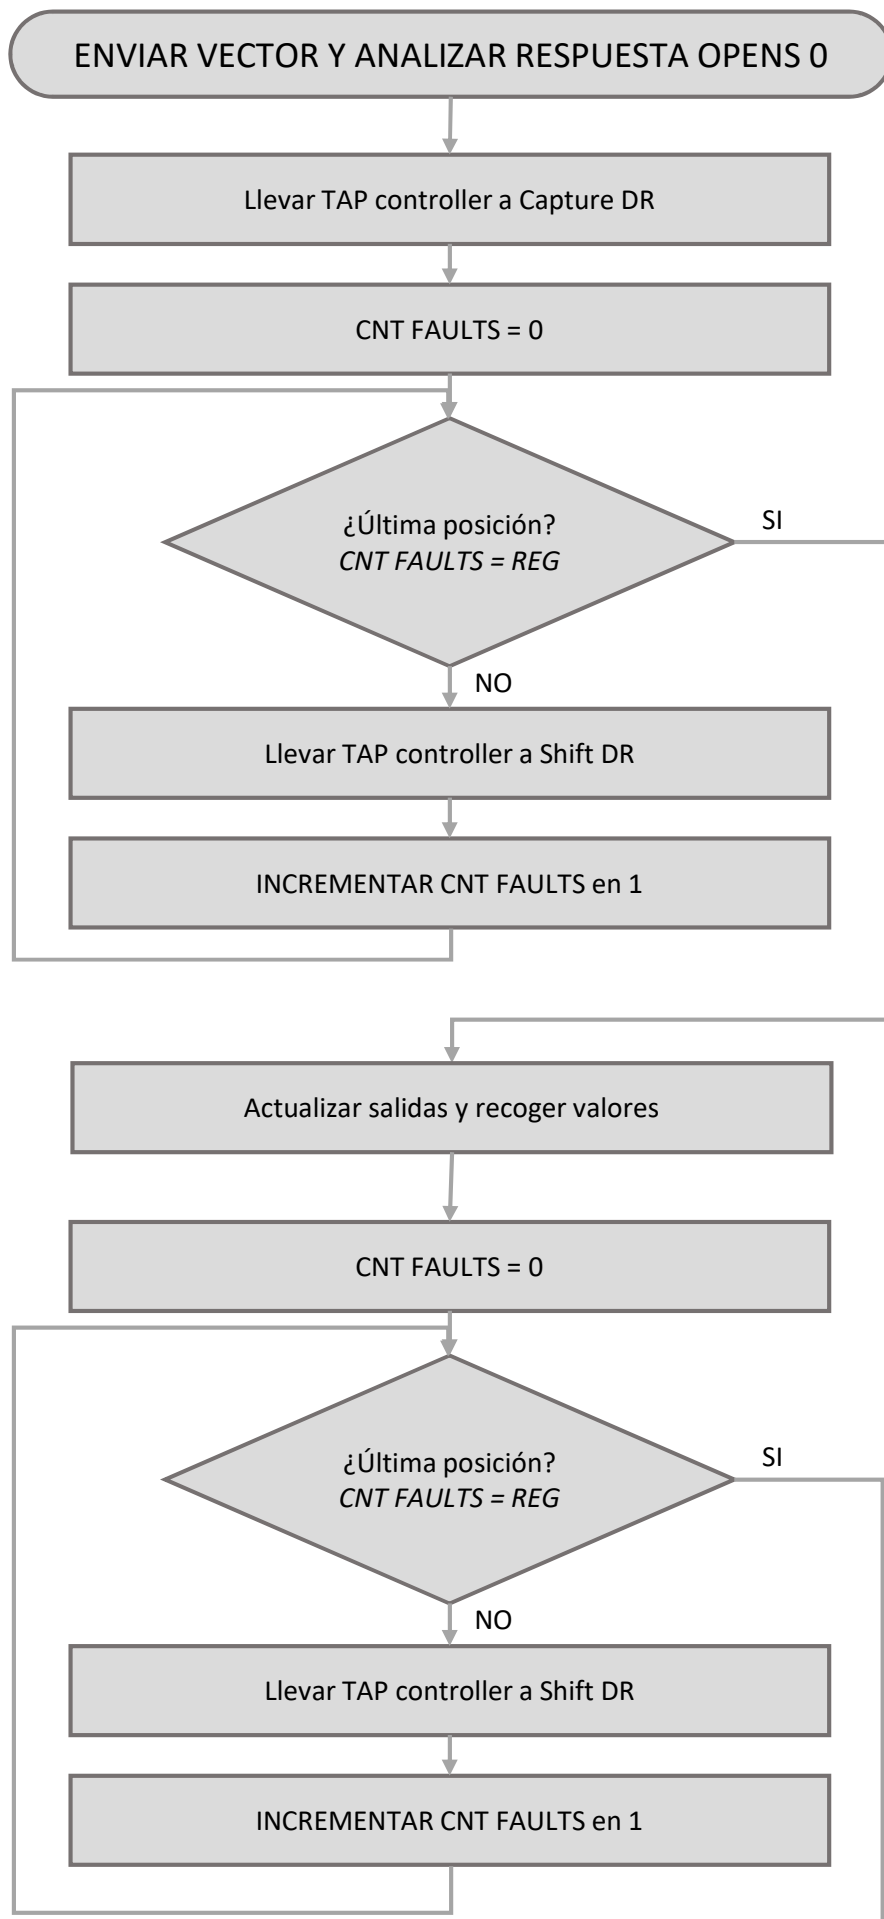 ENVIAR VECTOR Y ANALIZAR RESPUESTA OPENS 0
Llevar TAP controller a Capture DR
CNT FAULTS = 0
¿Última posición?
CNT FAULTS = REG
SI
NO
Llevar TAP controller a Shift DR
INCREMENTAR CNT FAULTS en 1
Actualizar salidas y recoger valores
CNT FAULTS = 0
¿Última posición?
CNT FAULTS = REG
SI
NO
Llevar TAP controller a Shift DR
INCREMENTAR CNT FAULTS en 1